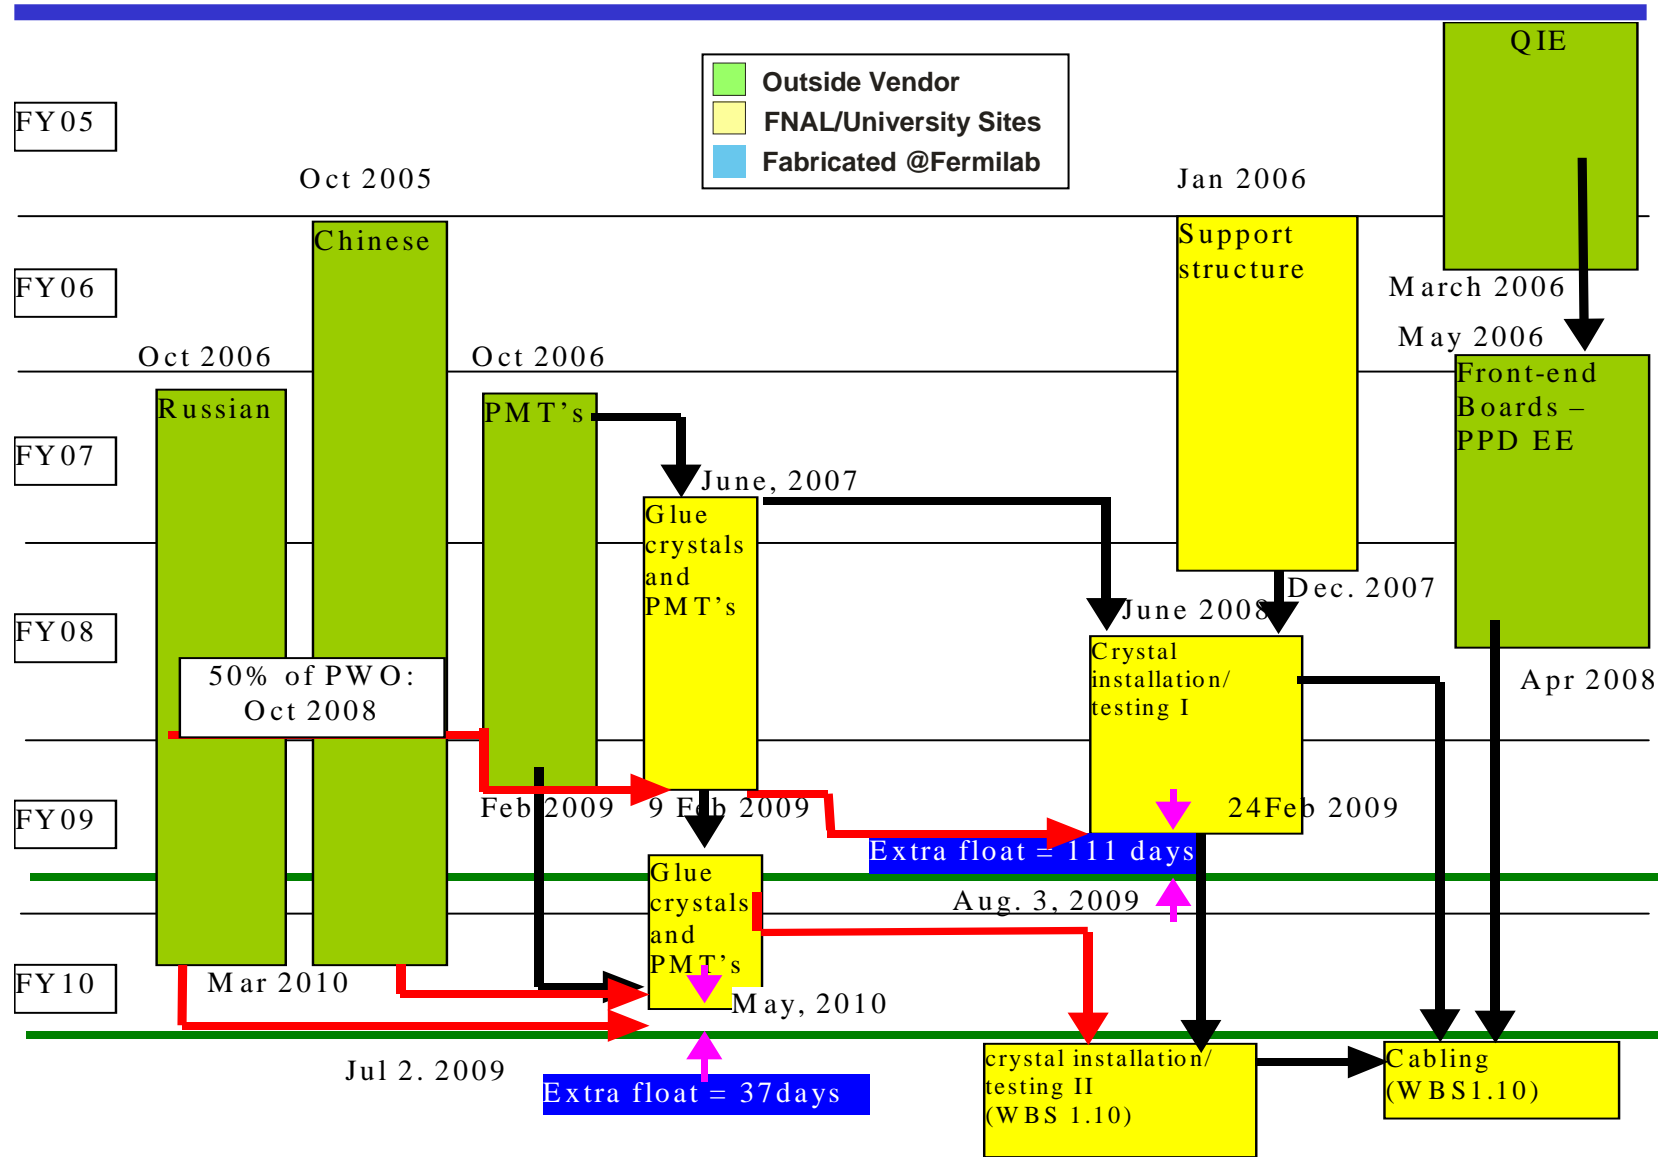 QIE
Outside Vendor
FNAL/University Sites
Fabricated @Fermilab
FY05
Oct 2005
Jan 2006
Chinese
Support
structure
FY06
March 2006
May 2006
Oct 2006
Oct 2006
Russian
PMT's
Front-end
Boards –
PPD EE
FY07
June, 2007
Glue
crystals
and
PMT's
Dec. 2007
June 2008
FY08
Crystal
installation/
testing I
50% of PWO:
Oct 2008
Apr 2008
Feb 2009
9 Feb 2009
24Feb 2009
FY09
Extra float = 111 days
Glue
crystals
and
PMT's
Aug. 3, 2009
FY10
Mar 2010
May, 2010
Jul 2. 2009
Extra float = 37days
crystal installation/
testing II
(WBS 1.10)
Cabling
(WBS1.10)